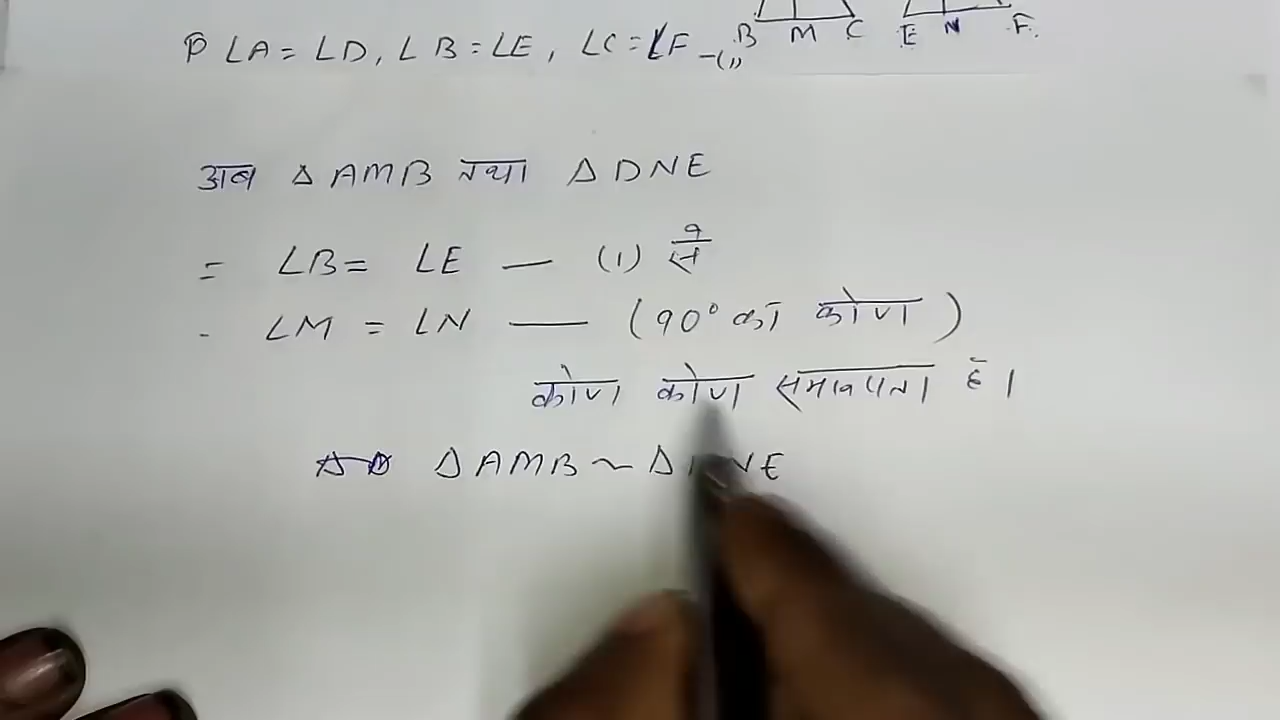 ∠A = ∠D, ∠B = ∠E, ∠C = ∠F -(1)
B M C E N F
अब Δ AMB तथा Δ DNE
= ∠B = ∠E — (1) से
∠M = ∠N — (90° का कोण)
कोण कोण समरूपता है।
Δ AMB ~ Δ DNE